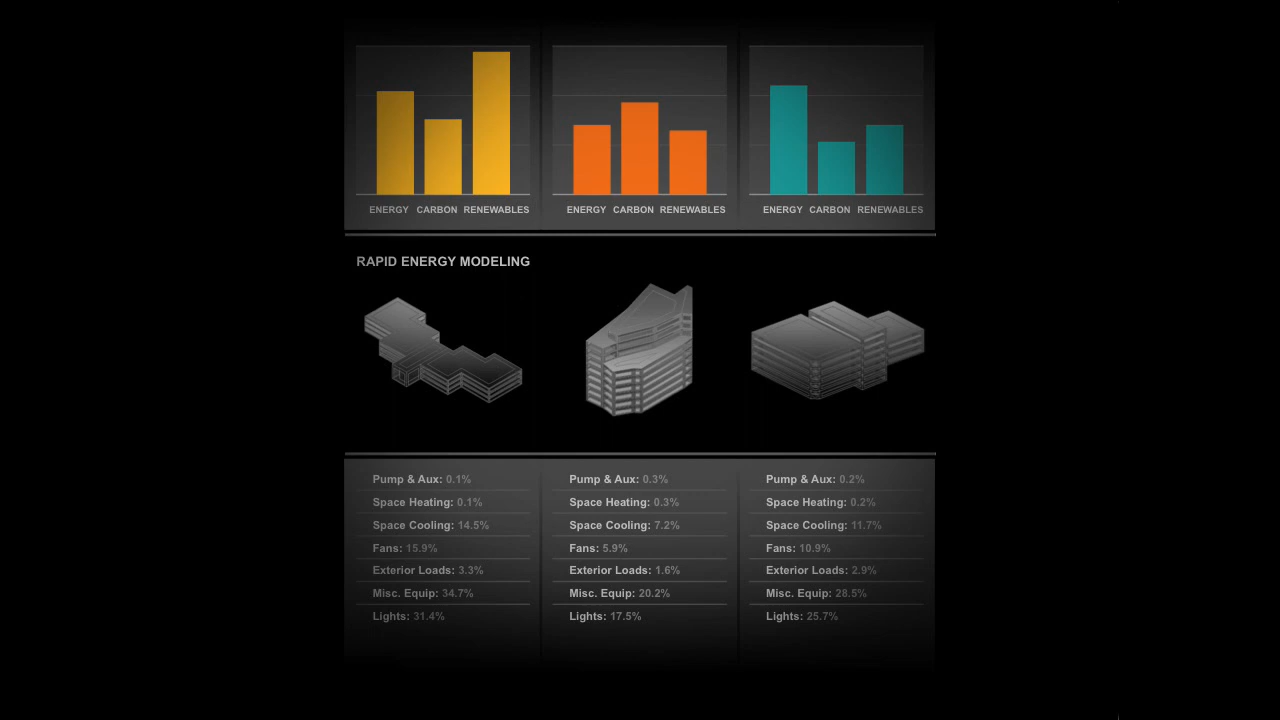 ENERGY CARBON RENEWABLES ENERGY CARBON RENEWABLES ENERGY CARBON RENEWABLES
RAPID ENERGY MODELING
Pump & Aux: 0.1%
Space Heating: 0.1%
Space Cooling: 14.5%
Fans: 15.9%
Exterior Loads: 3.3%
Misc. Equip: 34.7%
Lights: 31.4%
Pump & Aux: 0.3%
Space Heating: 0.3%
Space Cooling: 7.2%
Fans: 5.9%
Exterior Loads: 1.6%
Misc. Equip: 20.2%
Lights: 17.5%
Pump & Aux: 0.2%
Space Heating: 0.2%
Space Cooling: 11.7%
Fans: 10.9%
Exterior Loads: 2.9%
Misc. Equip: 28.5%
Lights: 25.7%